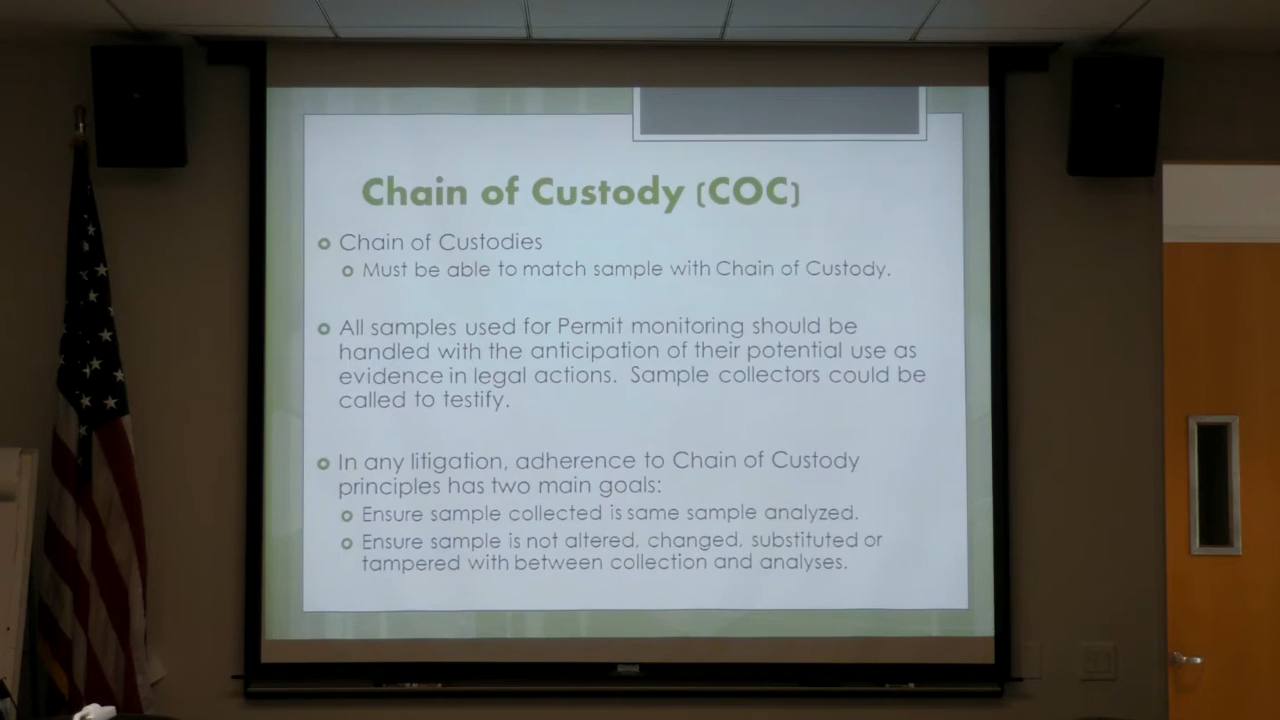 Chain of Custody (COC)
Chain of Custodies
Must be able to match sample with Chain of Custody.
All samples used for Permit monitoring should be
handled with the anticipation of their potential use as
evidence in legal actions. Sample collectors could be
called to testify.
In any litigation, adherence to Chain of Custody
principles has two main goals:
Ensure sample collected is same sample analyzed.
Ensure sample is not altered, changed, substituted or
tampered with between collection and analyses.